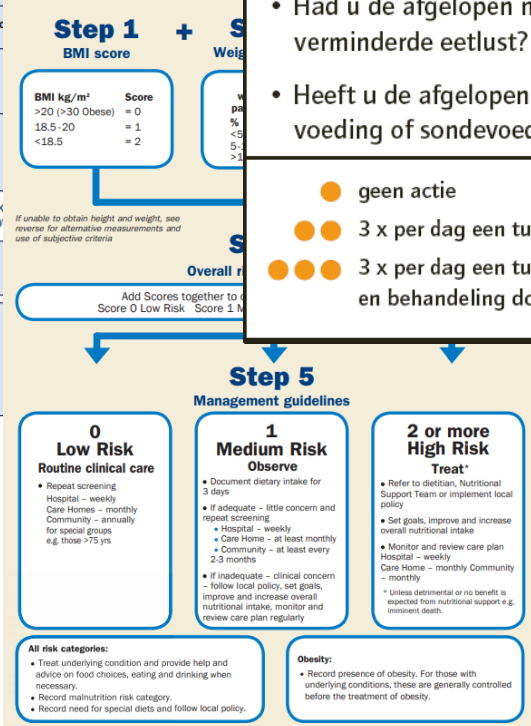 Step 1
+
BMI score
BMI kg/m² Score
>20 (>30 Obese) = 0
18.5-20 = 1
<18.5 = 2
%
If unable to obtain height and weight, see
reverse for alternative measurements and
use of subjective criteria
Overall
Add Scores together to
Score 0 Low Risk Score 1
• Had u de afgelopen
verminderde eetlust?
• Heeft u de afgelopen
voeding of
geen actie
3 x per dag een
3 x per dag een
en behandeling
Step 5
Management guidelines
0
Low Risk
Routine clinical care
• Repeat screening
Hospital – weekly
Care Homes – monthly
Community – annually
for special groups
e.g. those >75 yrs
1
Medium Risk
Observe
• Document dietary intake for
3 days
• If adequate – little concern and
repeat screening
• Hospital – weekly
• Care Home – at least monthly
• Community – at least every
2-3 months
• If inadequate – clinical concern
– follow local policy, set goals,
improve and increase overall
nutritional intake, monitor and
review care plan regularly
2 or more
High Risk
Treat*
• Refer to dietitian, Nutritional
Support Team or implement local
policy
• Set goals, improve and increase
overall nutritional intake
• Monitor and review care plan
Hospital – weekly
Care Home – monthly Community
– monthly
* Unless detrimental or no benefit is
expected from nutritional support e.g.
imminent death.
All risk categories:
• Treat underlying condition and provide help and
advice on food choices, eating and drinking when
necessary.
• Record malnutrition risk category.
• Record need for special diets and follow local policy.
Obesity:
• Record presence of obesity. For those with
underlying conditions, these are generally controlled
before the treatment of obesity.